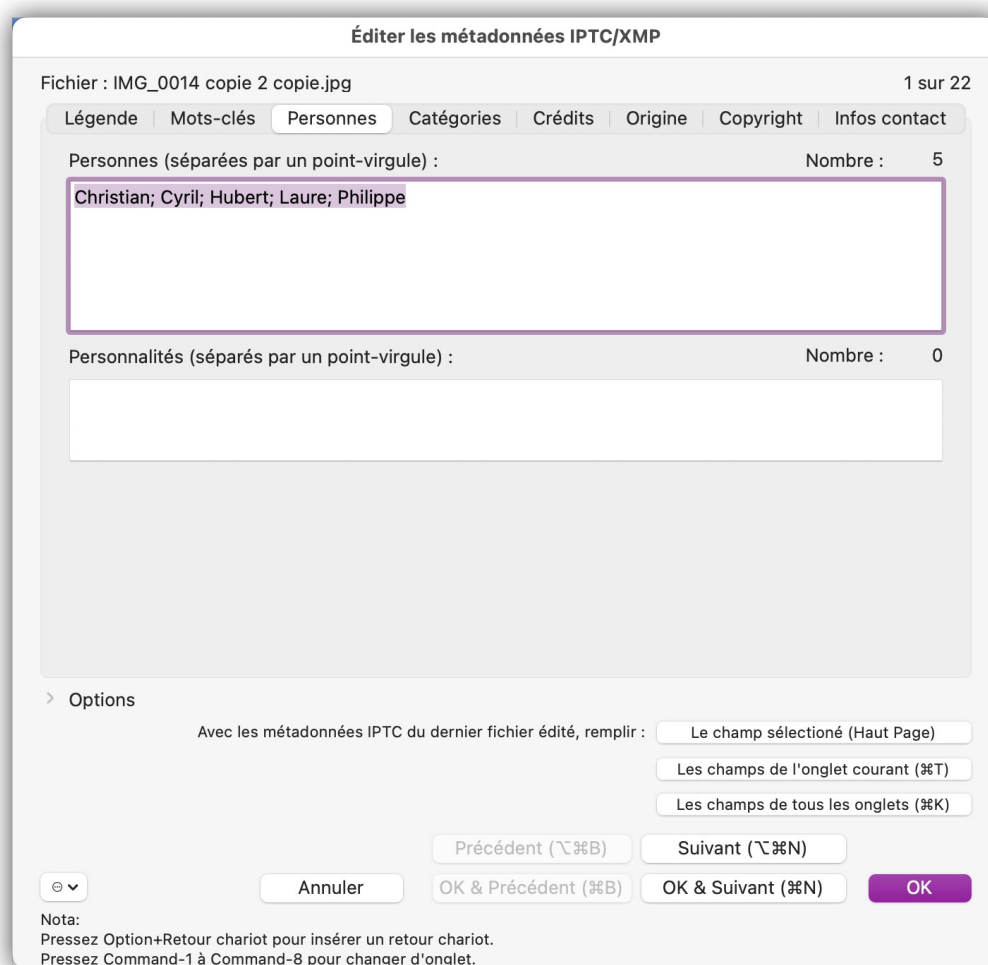 Éditer les métadonnées IPTC/XMP
Fichier : IMG_0014 copie 2 copie.jpg 1 sur 22
Légende Mots-clés Personnes Catégories Crédits Origine Copyright Infos contact
Personnes (séparées par un point-virgule) : Nombre : 5
Christian; Cyril; Hubert; Laure; Philippe
Personnalités (séparés par un point-virgule) : Nombre : 0
Options
Avec les métadonnées IPTC du dernier fichier édité, remplir : Le champ sélectioné (Haut Page)
Les champs de l'onglet courant (⌘T)
Les champs de tous les onglets (⌘K)
Précédent (⌥⌘B) Suivant (⌥⌘N)
Annuler OK & Précédent (⌘B) OK & Suivant (⌘N) OK
Nota:
Pressez Option+Retour chariot pour insérer un retour chariot.
Pressez Command-1 à Command-8 pour changer d'onglet.